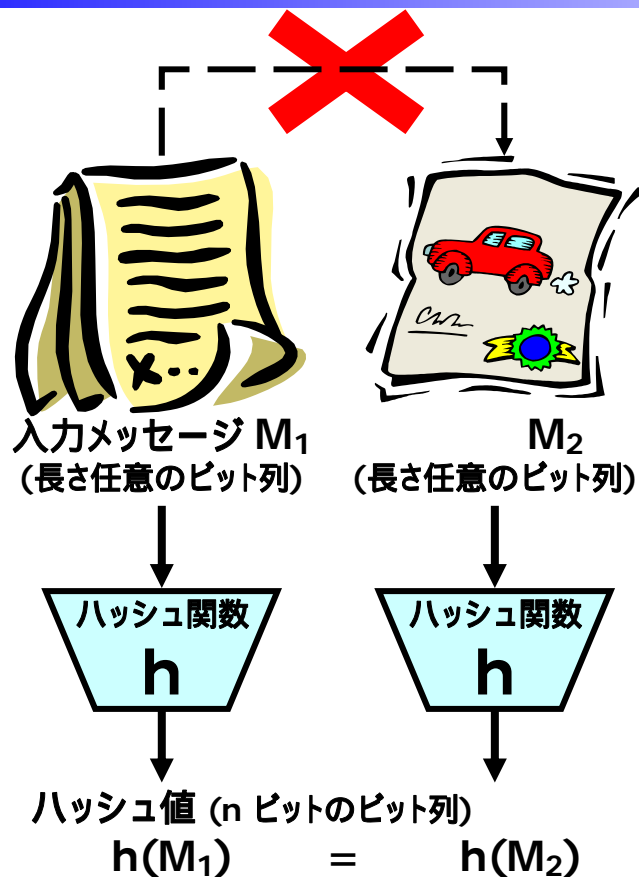 入力メッセージ M₁
(長さ任意のビット列)
M₂
(長さ任意のビット列)
ハッシュ関数
h
ハッシュ関数
h
ハッシュ値 (n ビットのビット列)
h(M₁) = h(M₂)